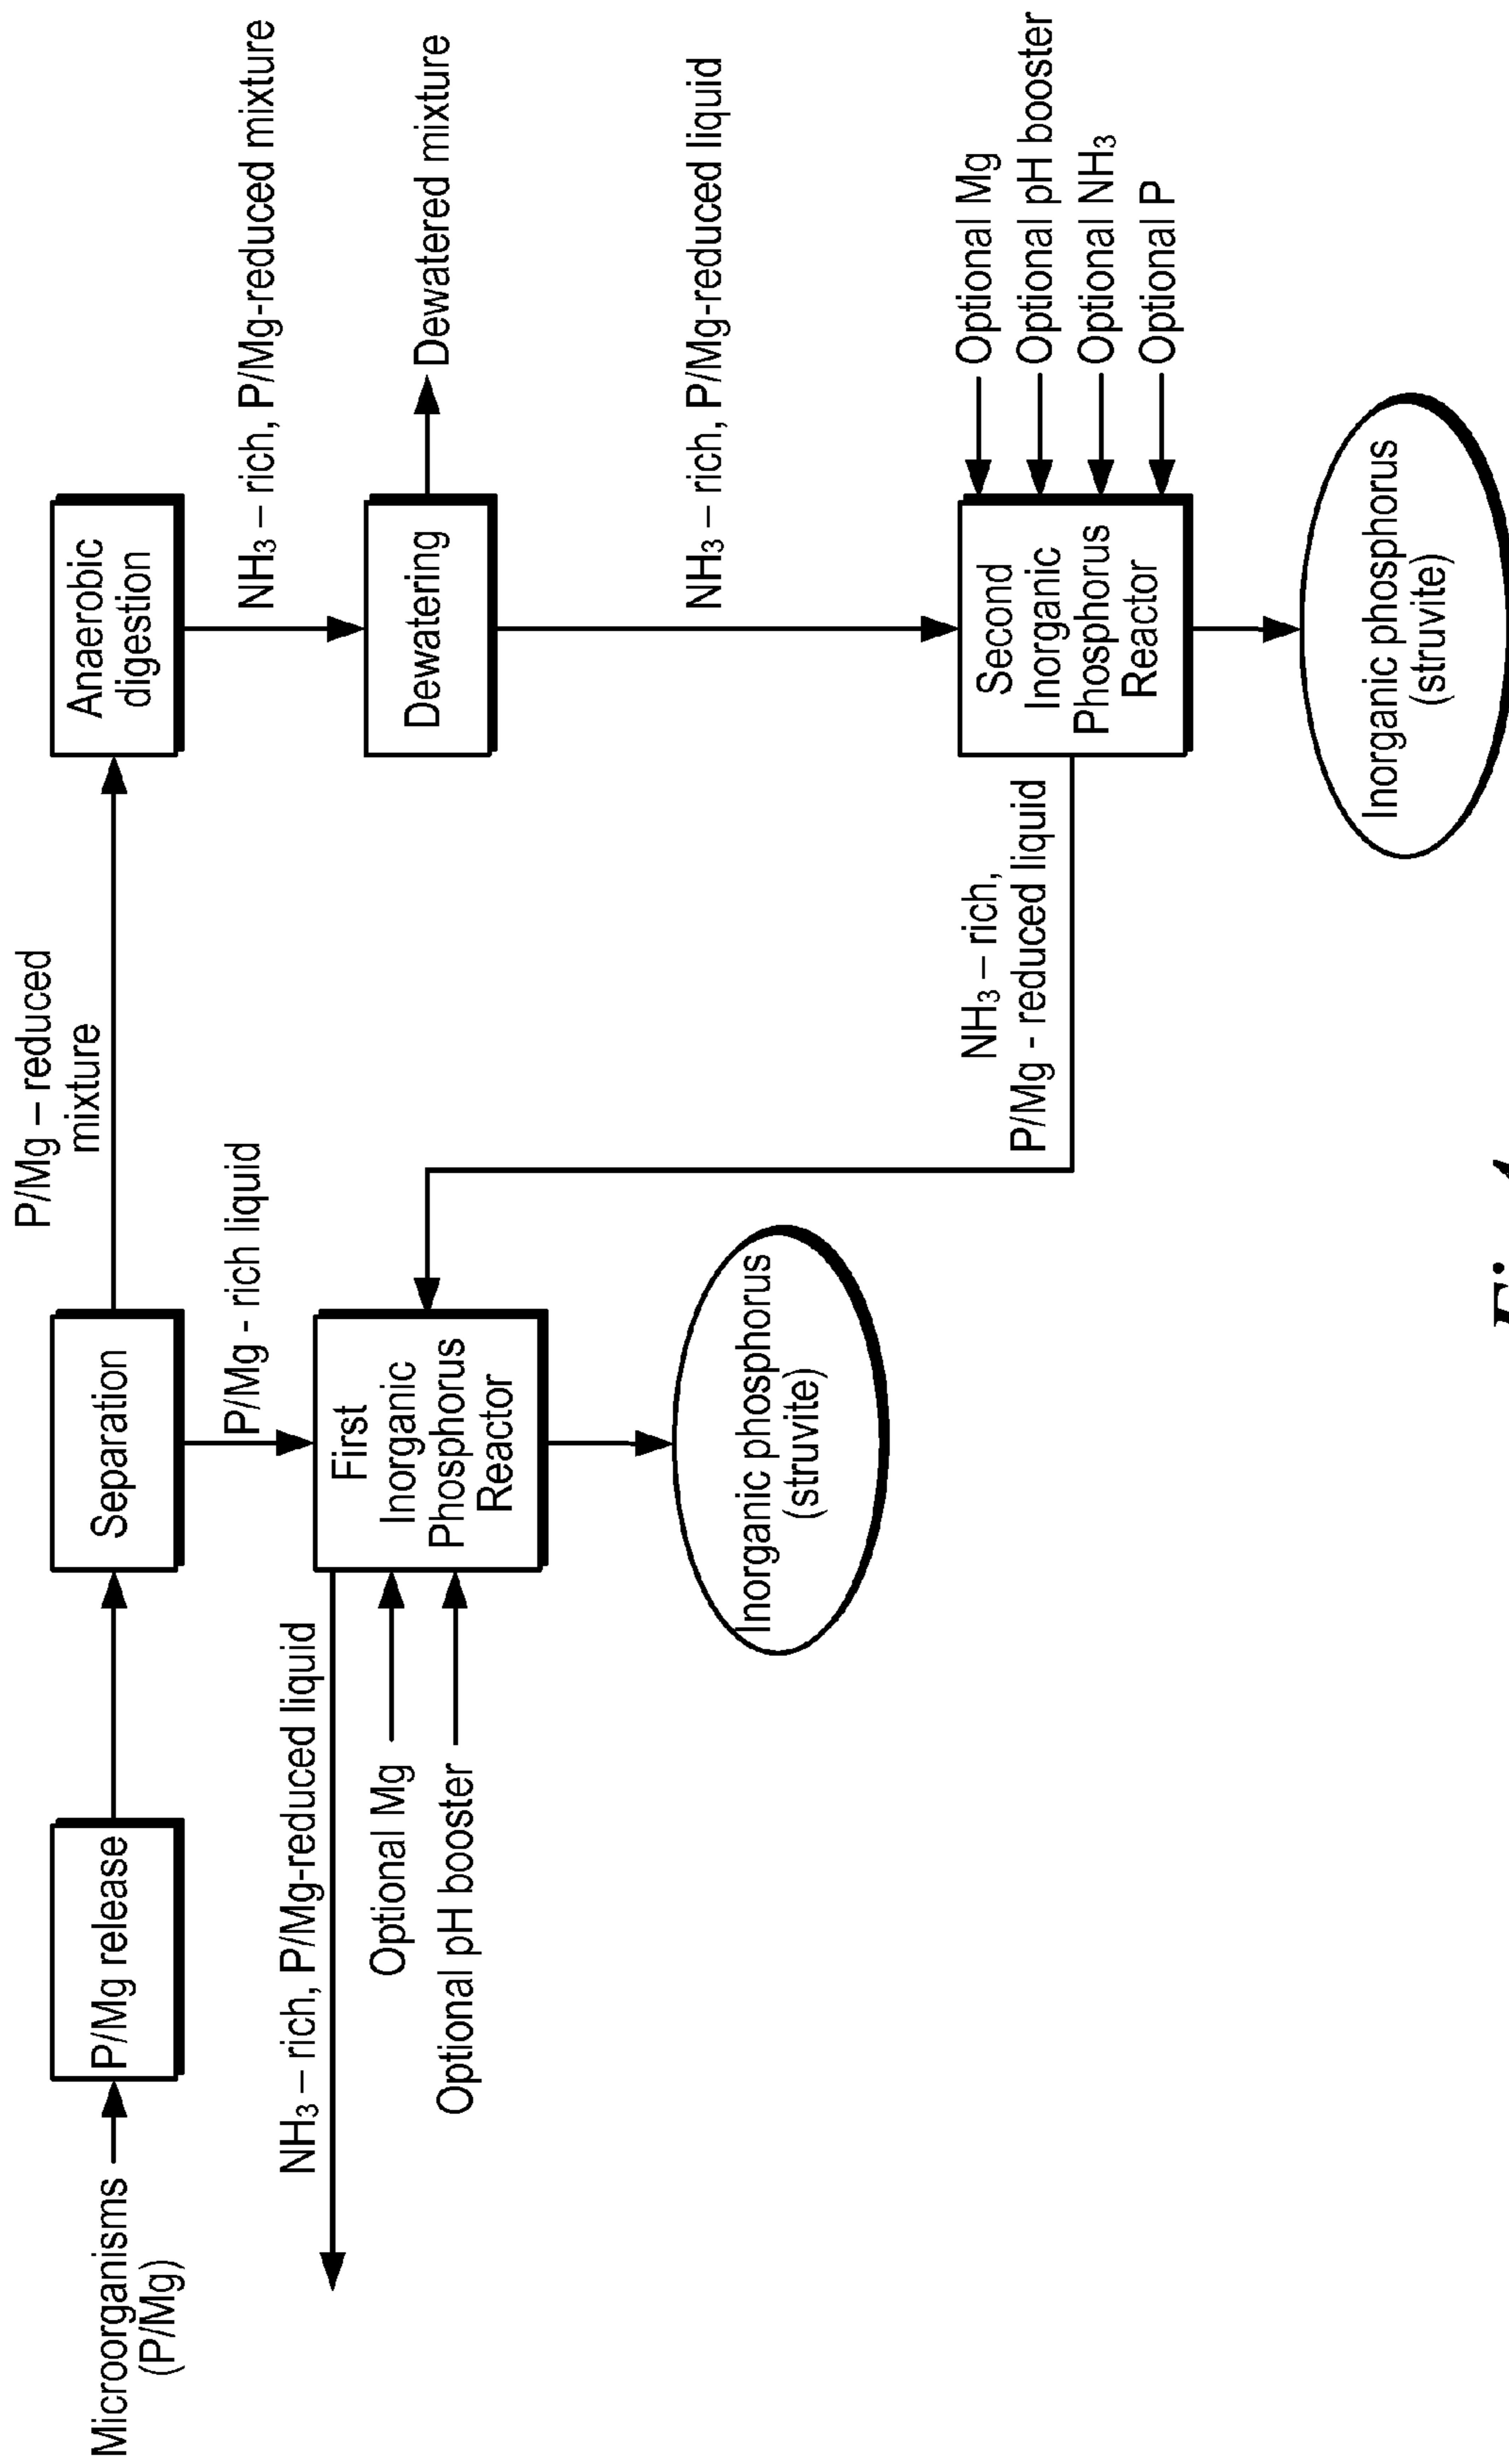 Microorganisms
(P/Mg)
P/Mg release
Separation
P/Mg – reduced
mixture
Anaerobic
digestion
NH₃ – rich, P/Mg-reduced mixture
P/Mg - rich liquid
Dewatering
Dewatered mixture
NH₃ – rich, P/Mg-reduced liquid
Optional Mg
Optional pH booster
First
Inorganic
Phosphorus
Reactor
Inorganic phosphorus
(struvite)
NH₃ – rich, P/Mg-reduced liquid
NH₃ – rich,
P/Mg - reduced liquid
Second
Inorganic
Phosphorus
Reactor
Optional Mg
Optional pH booster
Optional NH₃
Optional P
Inorganic phosphorus
(struvite)